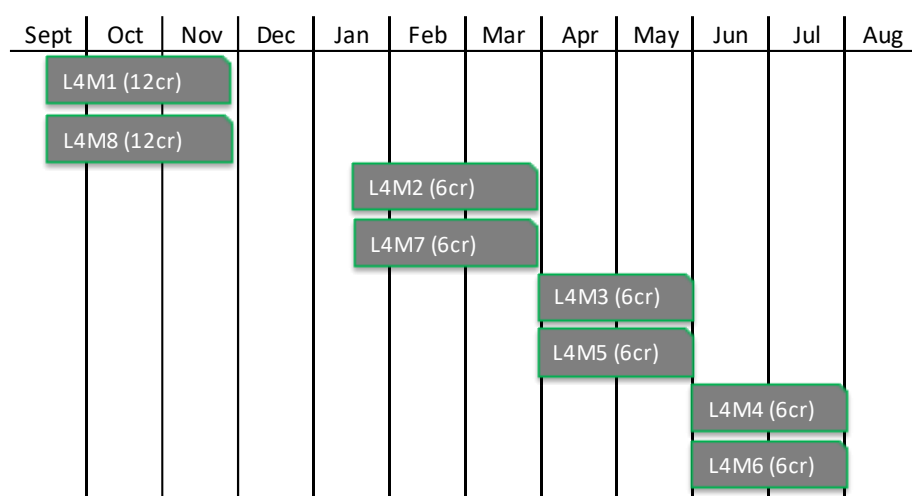 Sept Oct Nov Dec Jan Feb Mar Apr May Jun Jul Aug
L4M1 (12cr)
L4M8 (12cr)
L4M2 (6cr)
L4M7 (6cr)
L4M3 (6cr)
L4M5 (6cr)
L4M4 (6cr)
L4M6 (6cr)